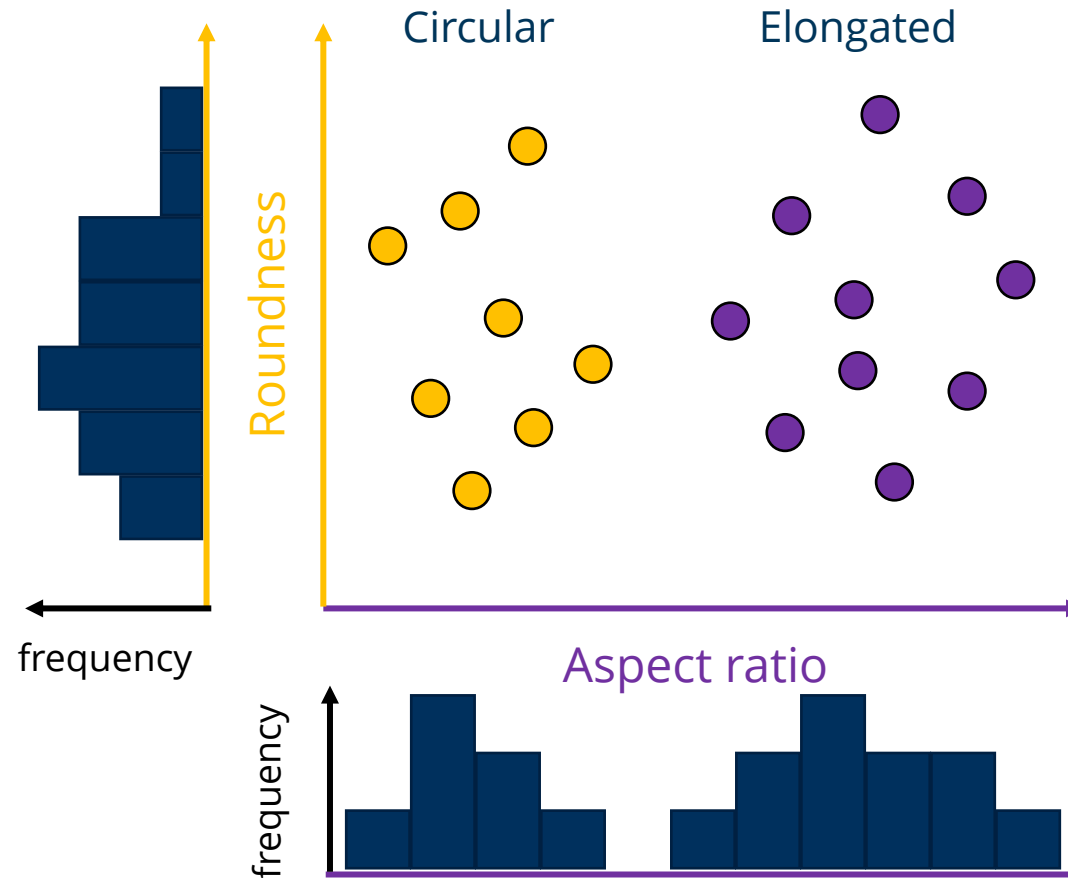 Circular
Elongated
Roundness
frequency
Aspect ratio
frequency